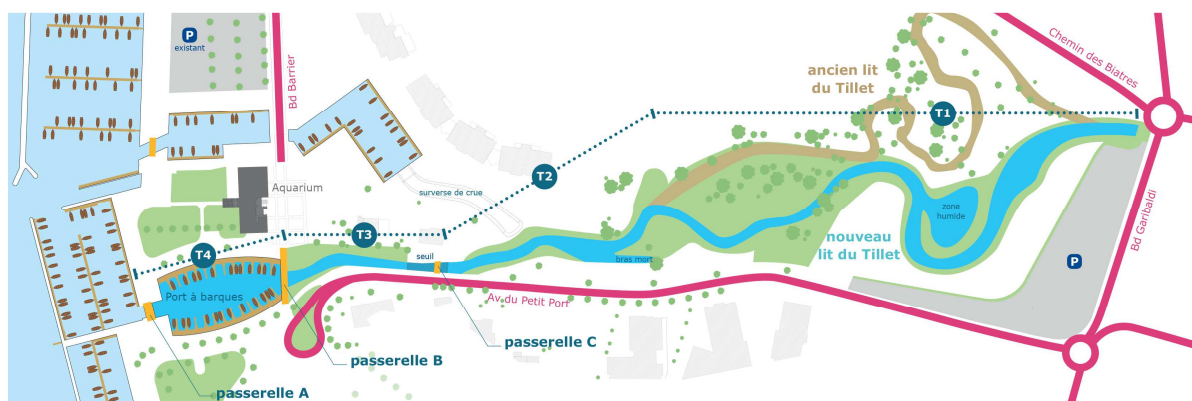 P
existant
Bd Barrier
ancien lit
du Tillet
Chemin des Biatres
T1
Aquarium
T2
surverse de crue
T3
zone
humide
Bd Garibaldi
T4
seuil
bras mort
nouveau
lit du Tillet
P
Port à barques
Av du Petit Port
passerelle C
passerelle B
passerelle A